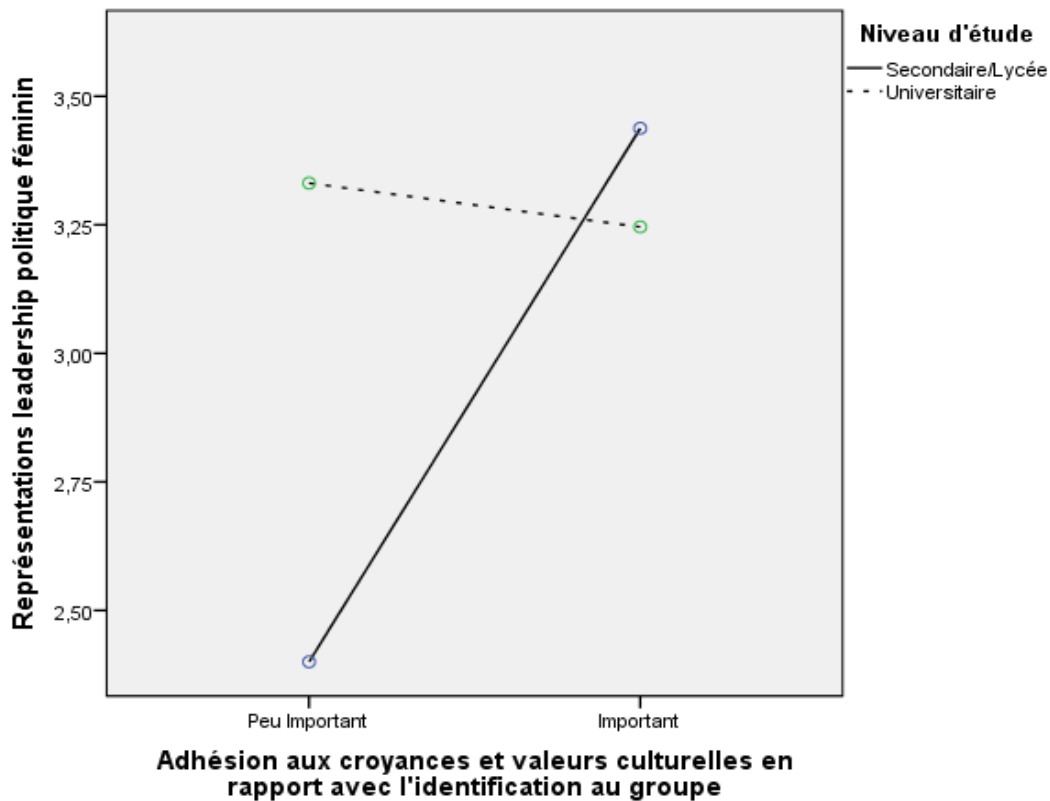 Niveau d'étude
Secondaire/Lycée
Universitaire
Représentations leadership politique féminin
3,50
3,25
3,00
2,75
2,50
Peu Important
Important
Adhésion aux croyances et valeurs culturelles en
rapport avec l'identification au groupe